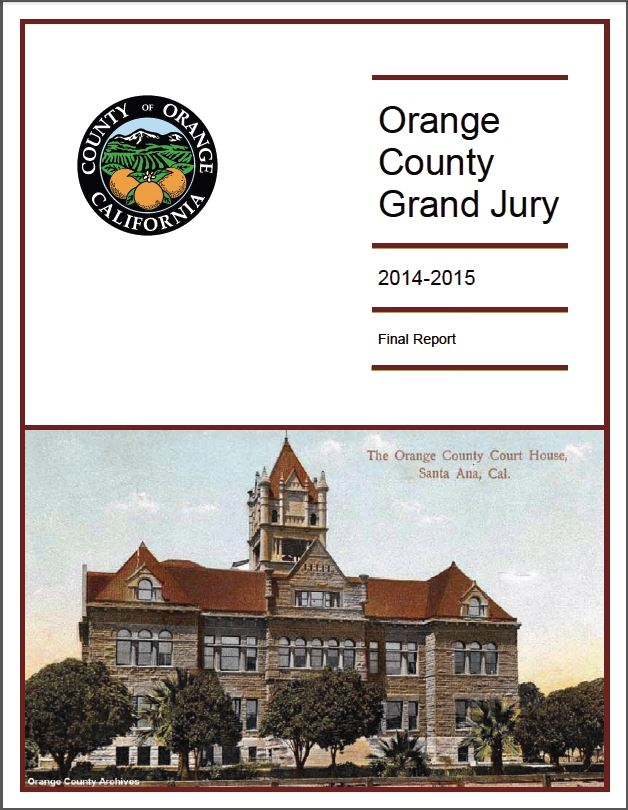 COUNTY OF ORANGE
CALIFORNIA
Orange
County
Grand Jury
2014-2015
Final Report
The Orange County Court House,
Santa Ana, Cal.
Orange County Archives